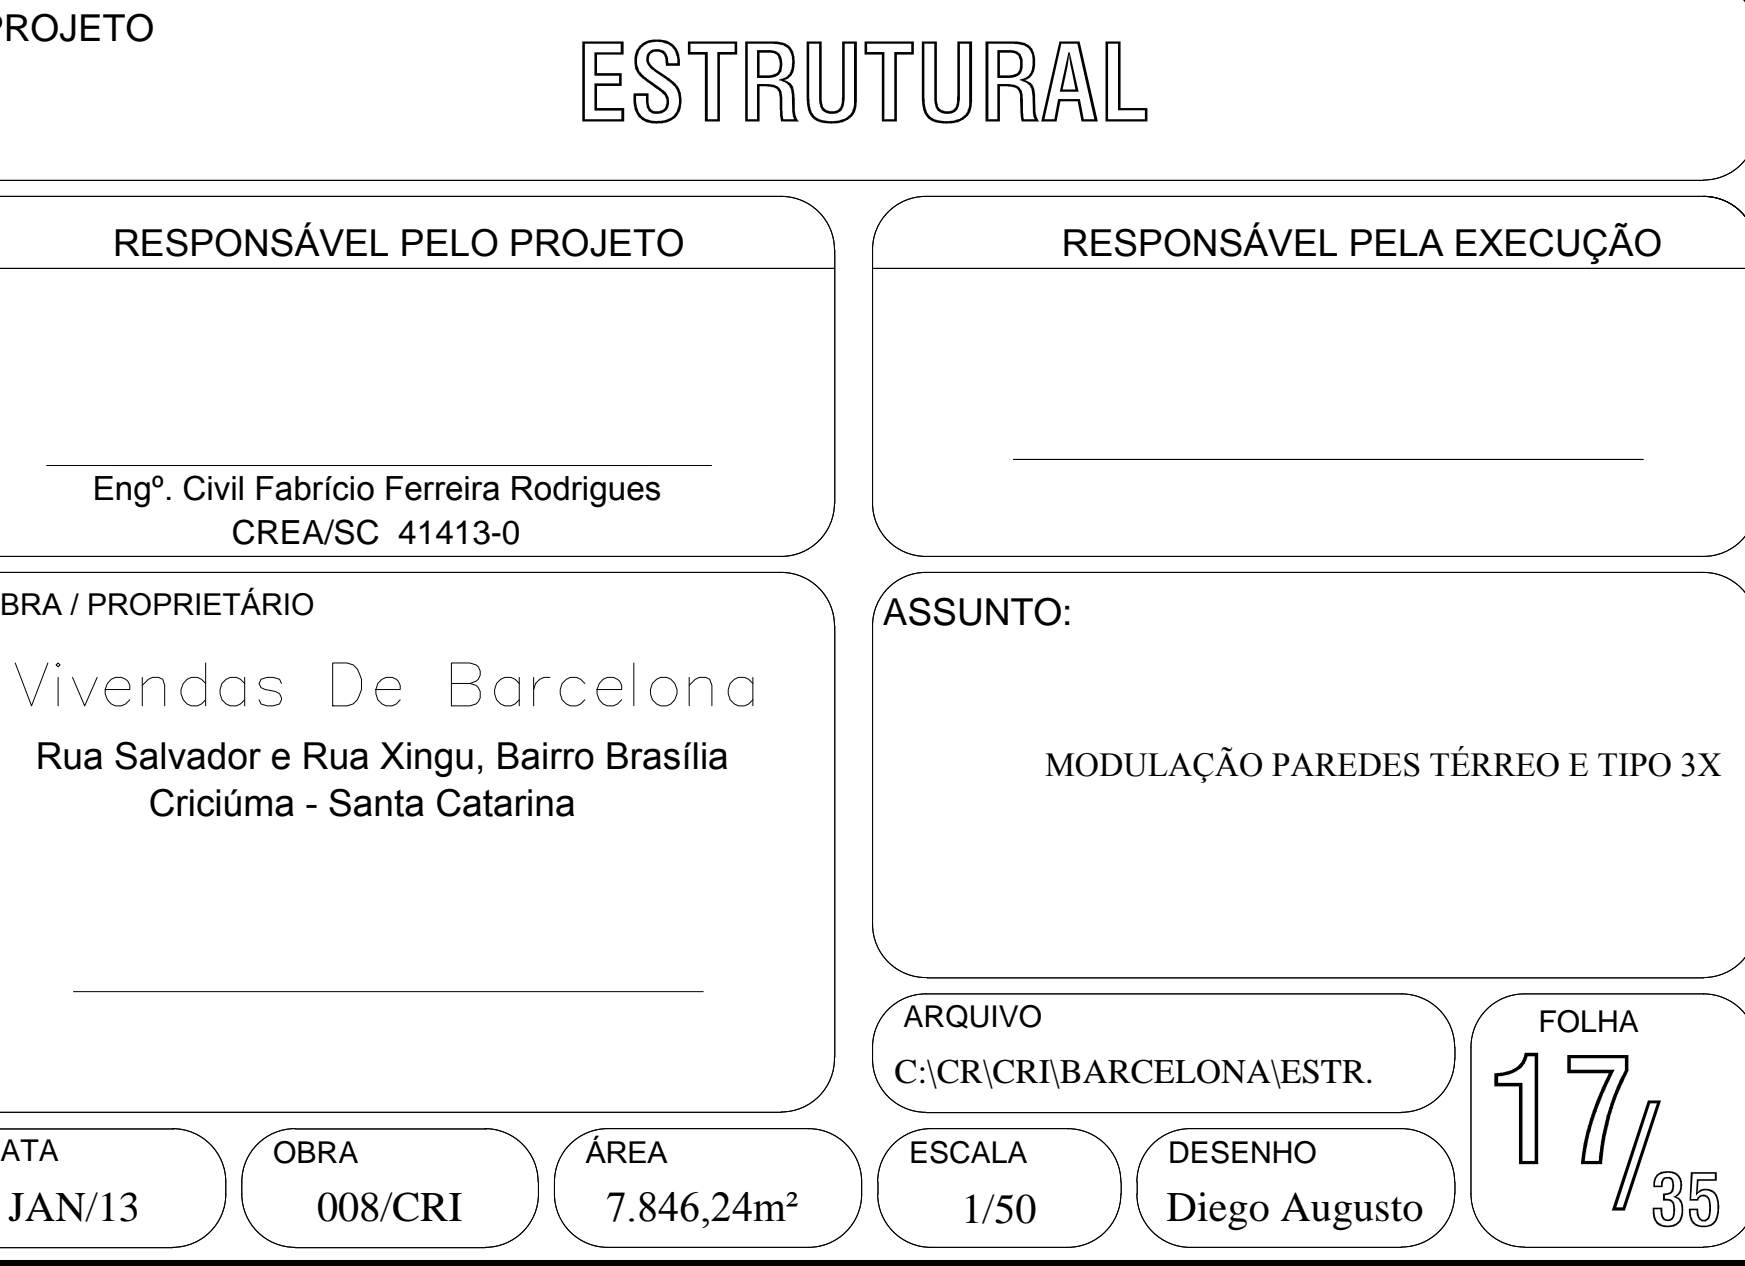 PROJETO
ESTRUTURAL
RESPONSÁVEL PELO PROJETO
RESPONSÁVEL PELA EXECUÇÃO
Engº. Civil Fabrício Ferreira Rodrigues
CREA/SC 41413-0
BRA / PROPRIETÁRIO
Vivendas De Barcelona
Rua Salvador e Rua Xingu, Bairro Brasília
Criciúma - Santa Catarina
ASSUNTO:
MODULAÇÃO PAREDES TÉRREO E TIPO 3X
ARQUIVO
C:\CR\CRI\BARCELONA\ESTR.
FOLHA
17/35
ATA
JAN/13
OBRA
008/CRI
ÁREA
7.846,24m²
ESCALA
1/50
DESENHO
Diego Augusto